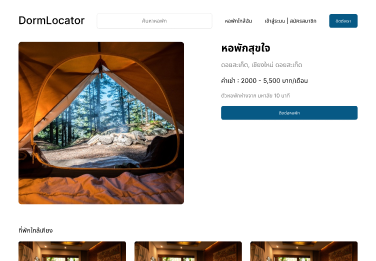 DormLocator
ค้นหาหอพัก
หอพักใกล้ฉัน
เข้าสู่ระบบ | สมัครสมาชิก
ติดต่อเรา
หอพักสุขใจ
ดอยสะเก็ด, เชียงใหม่ ดอยสะเก็ด
ค่าเช่า : 2000 - 5,500 บาท/เดือน
ตัวหอพักห่างจาก มหาลัย 10 นาที
ติดต่อหอพัก
ที่พักใกล้เคียง